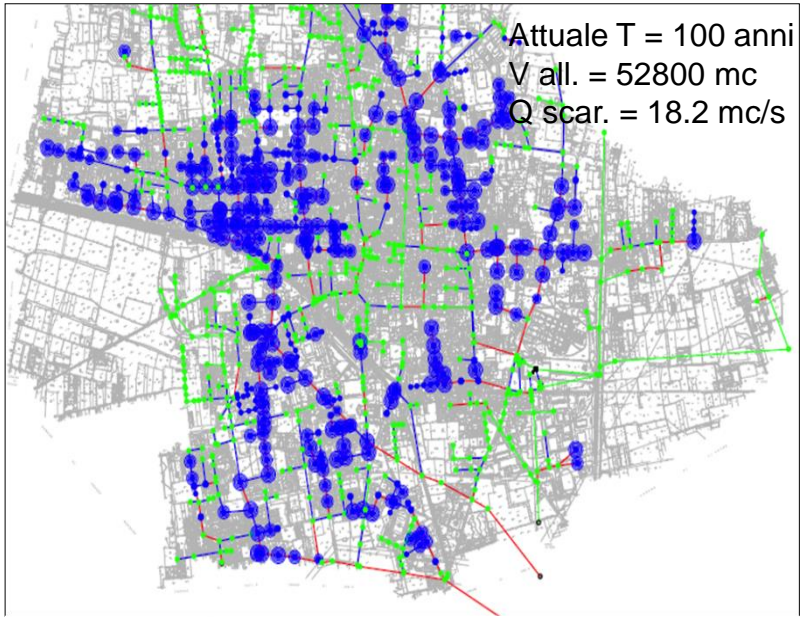 Attuale T = 100 anni
V all. = 52800 mc
Q scar. = 18.2 mc/s